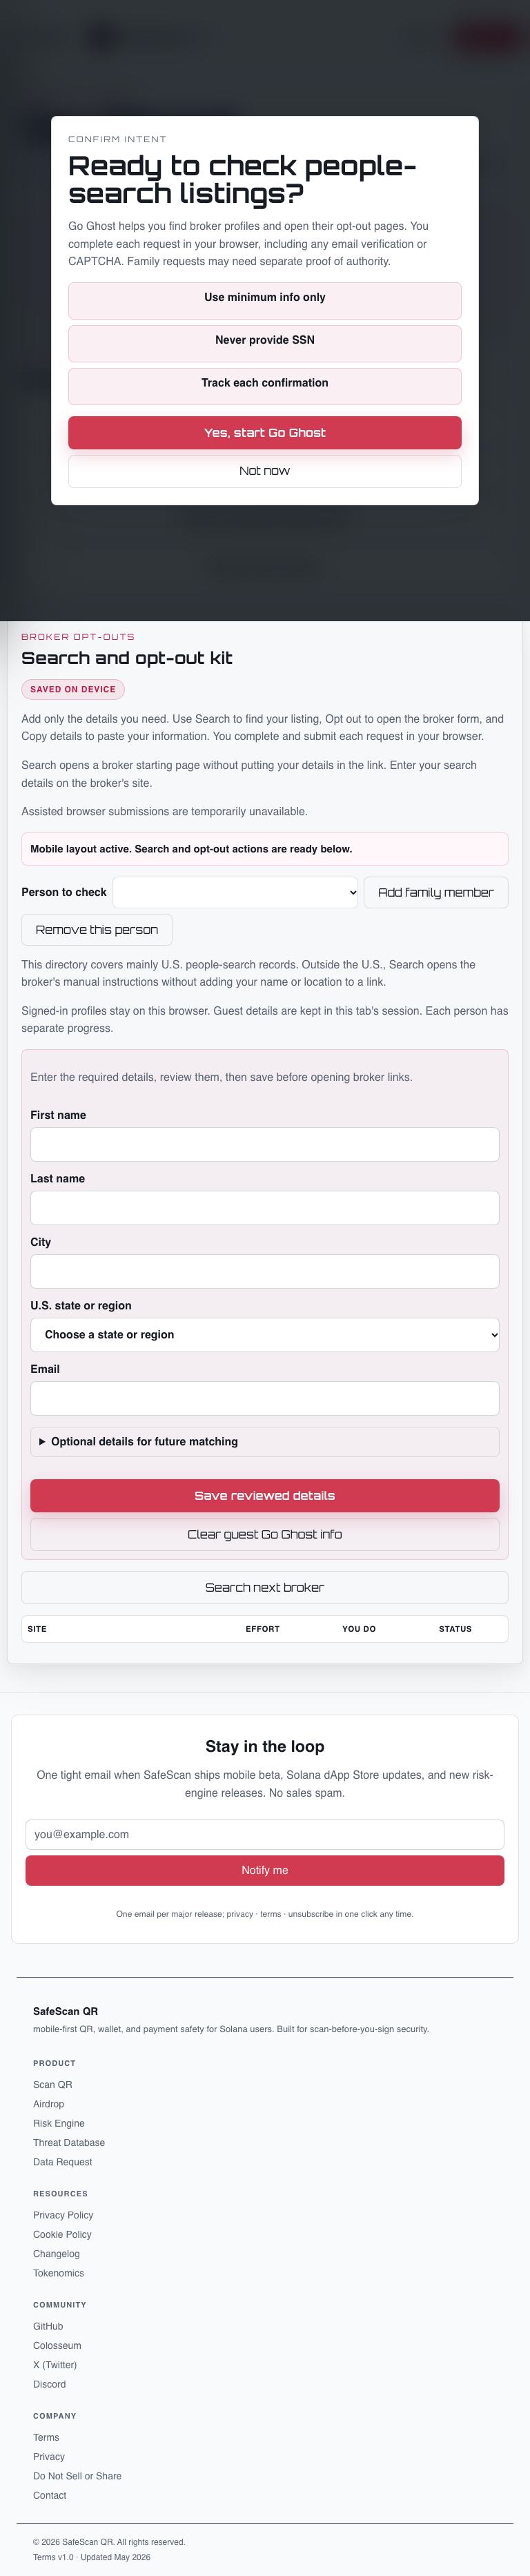 CONFIRM INTENT
Ready to check people-
search listings?
Go Ghost helps you find broker profiles and open their opt-out pages. You
complete each request in your browser, including any email verification or
CAPTCHA. Family requests may need separate proof of authority.
Use minimum info only
Never provide SSN
Track each confirmation
Yes, start Go Ghost
Not now
BROKER OPT-OUTS
Search and opt-out kit
SAVED ON DEVICE
Add only the details you need. Use Search to find your listing, Opt out to open the broker form, and
Copy details to paste your information. You complete and submit each request in your browser.
Search opens a broker starting page without putting your details in the link. Enter your search
details on the broker's site.
Assisted browser submissions are temporarily unavailable.
Mobile layout active. Search and opt-out actions are ready below.
Person to check
Add family member
Remove this person
This directory covers mainly U.S. people-search records. Outside the U.S., Search opens the
broker's manual instructions without adding your name or location to a link.
Signed-in profiles stay on this browser. Guest details are kept in this tab's session. Each person has
separate progress.
Enter the required details, review them, then save before opening broker links.
First name
Last name
City
U.S. state or region
Choose a state or region
Email
Optional details for future matching
Save reviewed details
Clear guest Go Ghost info
Search next broker
SITE EFFORT YOU DO STATUS
Stay in the loop
One tight email when SafeScan ships mobile beta, Solana dApp Store updates, and new risk-
engine releases. No sales spam.
you@example.com
Notify me
One email per major release; privacy · terms · unsubscribe in one click any time.
SafeScan QR
mobile-first QR, wallet, and payment safety for Solana users. Built for scan-before-you-sign security.
PRODUCT
Scan QR
Airdrop
Risk Engine
Threat Database
Data Request
RESOURCES
Privacy Policy
Cookie Policy
Changelog
Tokenomics
COMMUNITY
GitHub
Colosseum
X (Twitter)
Discord
COMPANY
Terms
Privacy
Do Not Sell or Share
Contact
© 2026 SafeScan QR. All rights reserved.
Terms v1.0 · Updated May 2026